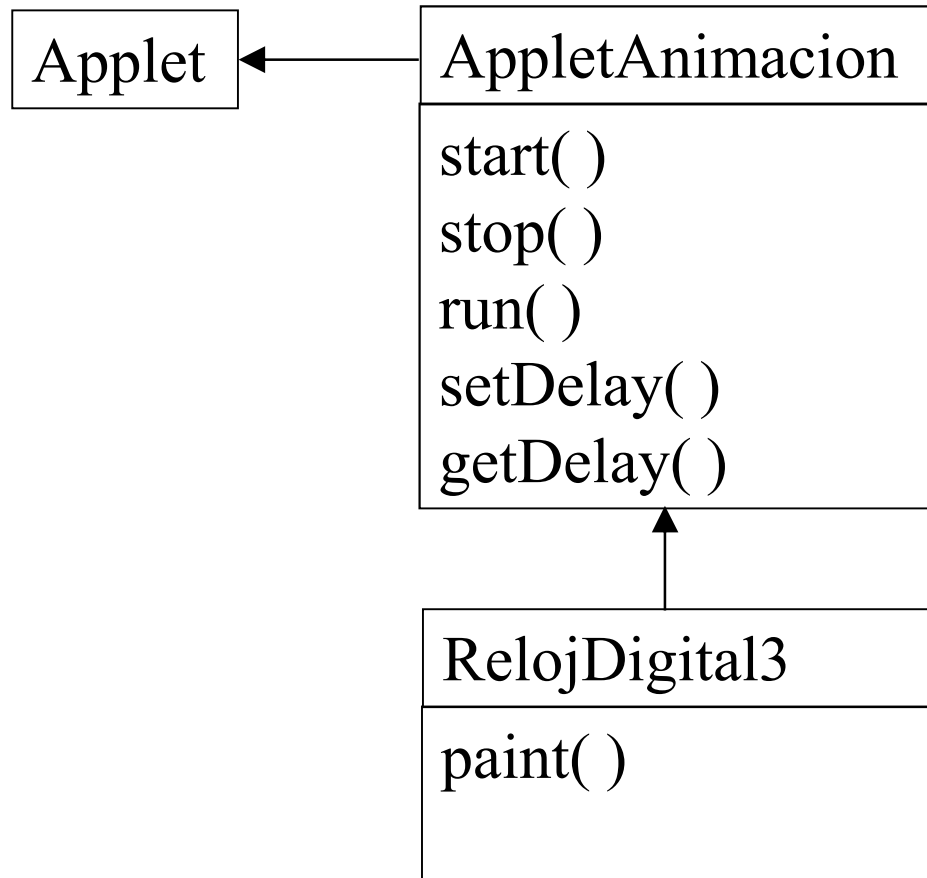 Applet
AppletAnimacion
start( )
stop( )
run( )
setDelay( )
getDelay( )
RelojDigital3
paint( )